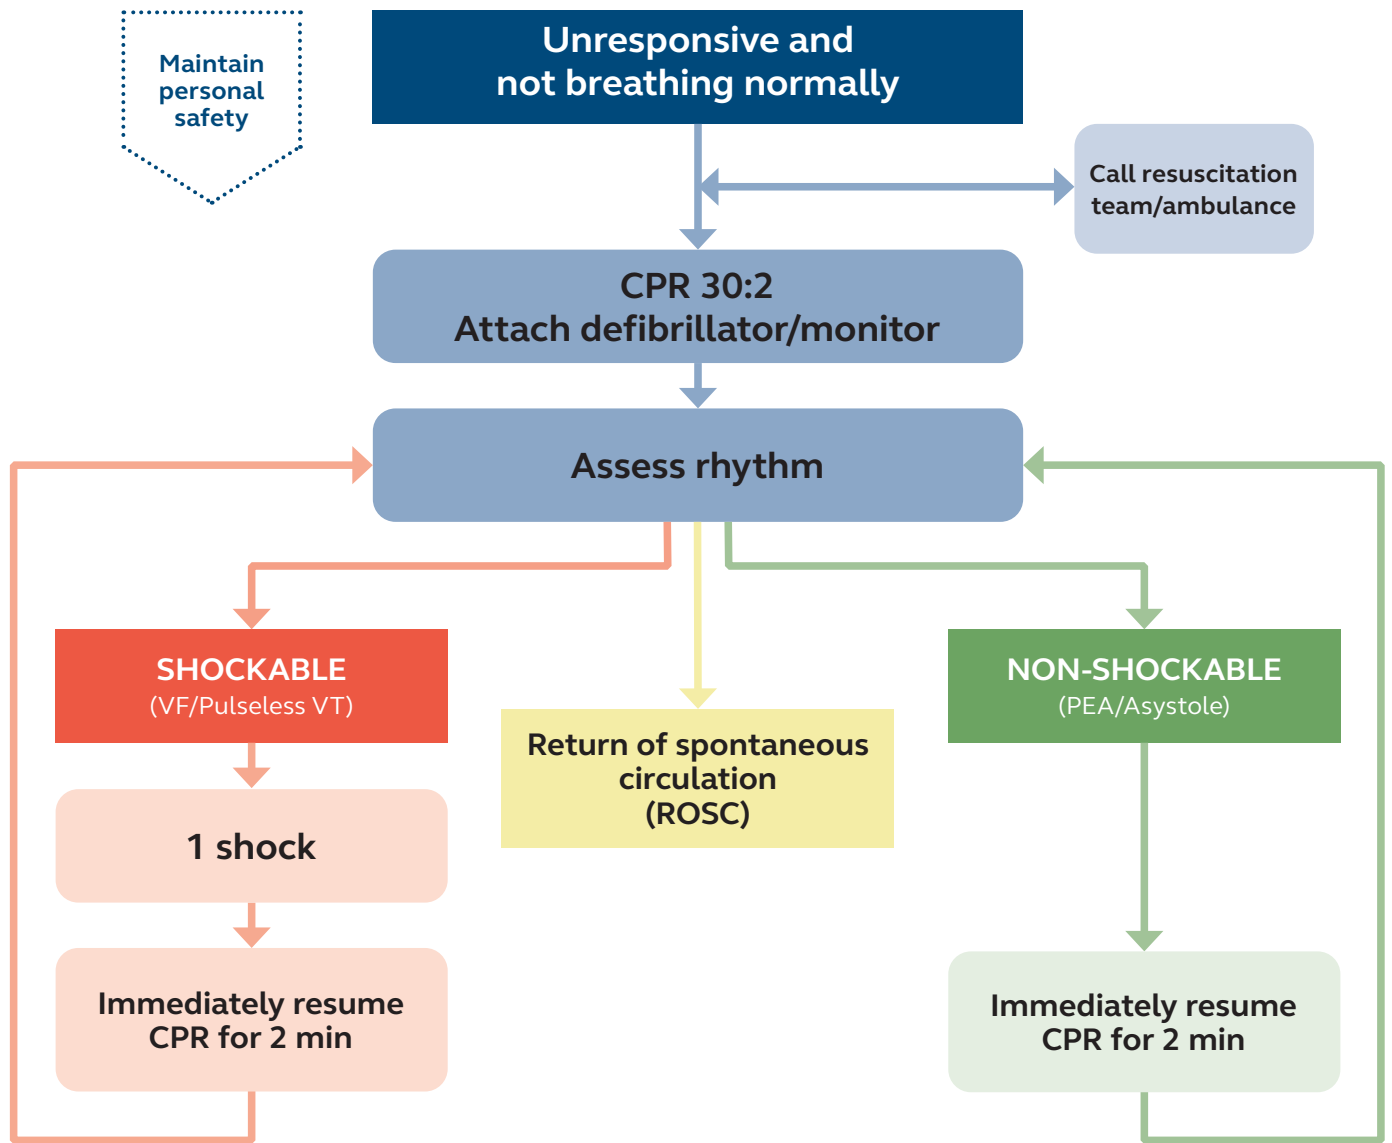 Maintain
personal
safety
Unresponsive and
not breathing normally
Call resuscitation
team/ambulance
CPR 30:2
Attach defibrillator/monitor
Assess rhythm
SHOCKABLE
(VF/Pulseless VT)
1 shock
Immediately resume
CPR for 2 min
Return of spontaneous
circulation
(ROSC)
NON-SHOCKABLE
(PEA/Asystole)
Immediately resume
CPR for 2 min